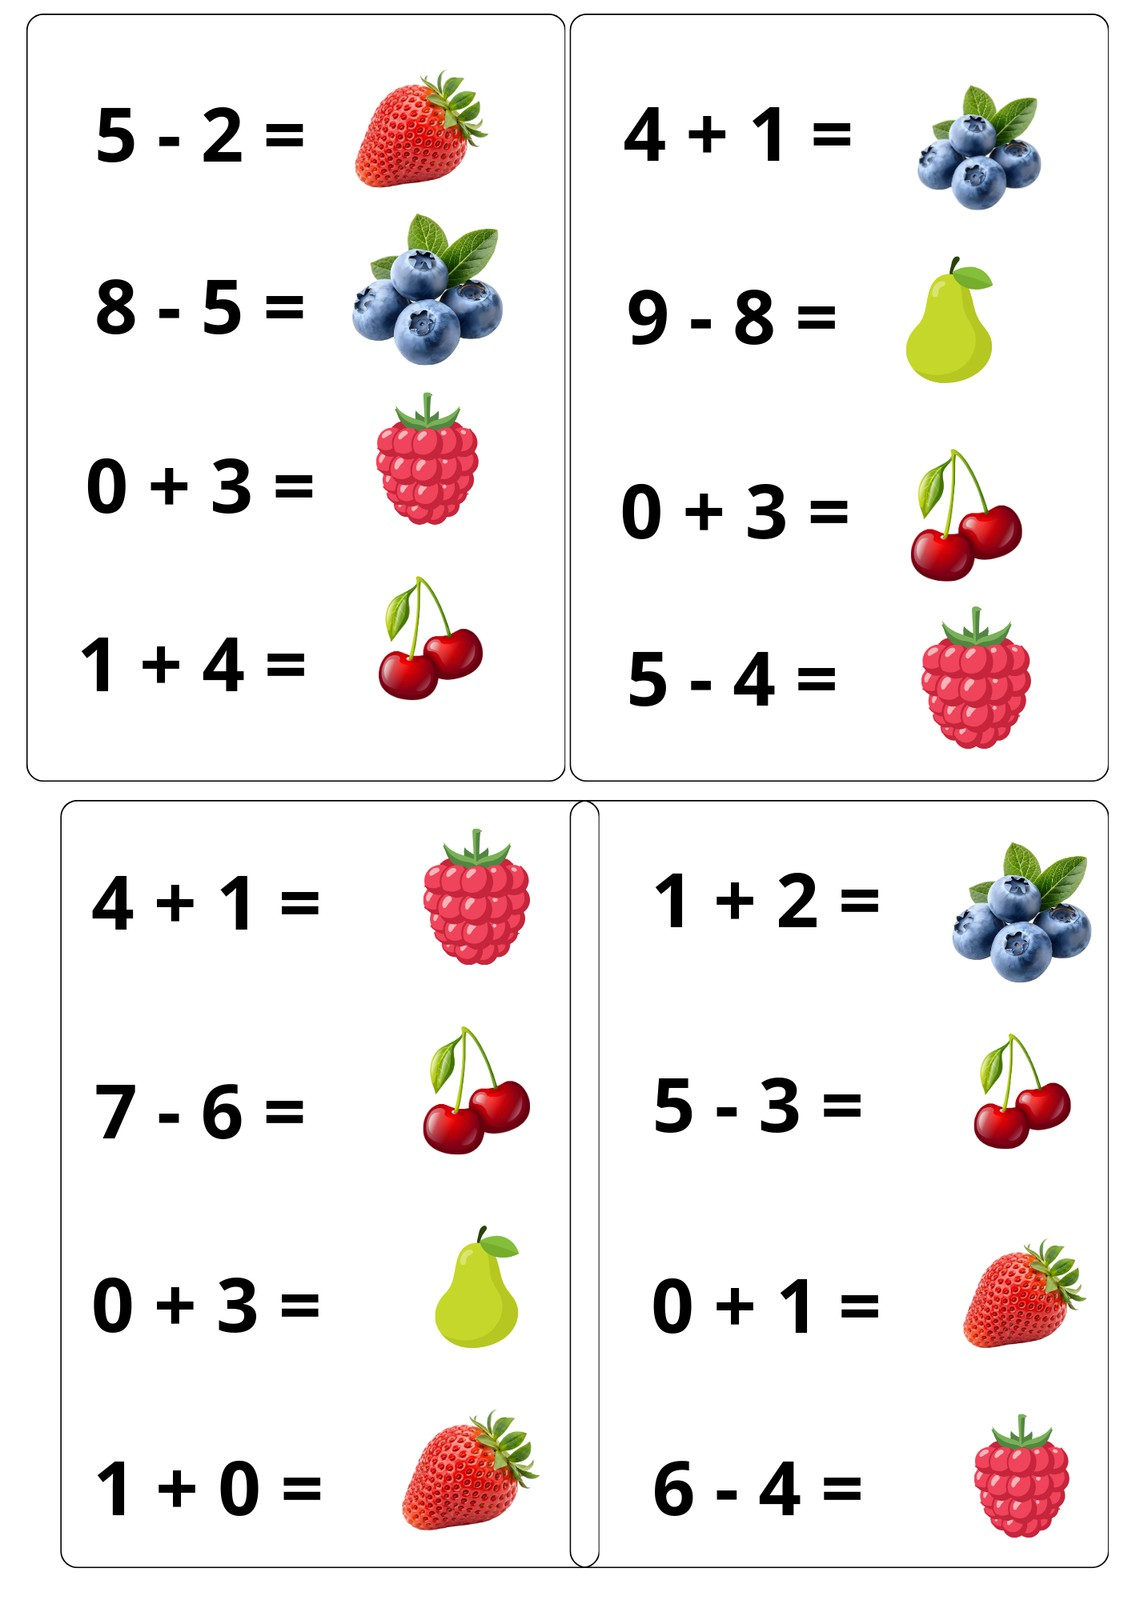 5 - 2 =
8 - 5 =
0 + 3 =
1 + 4 =
4 + 1 =
9 - 8 =
0 + 3 =
5 - 4 =
4 + 1 =
7 - 6 =
0 + 3 =
1 + 0 =
1 + 2 =
5 - 3 =
0 + 1 =
6 - 4 =